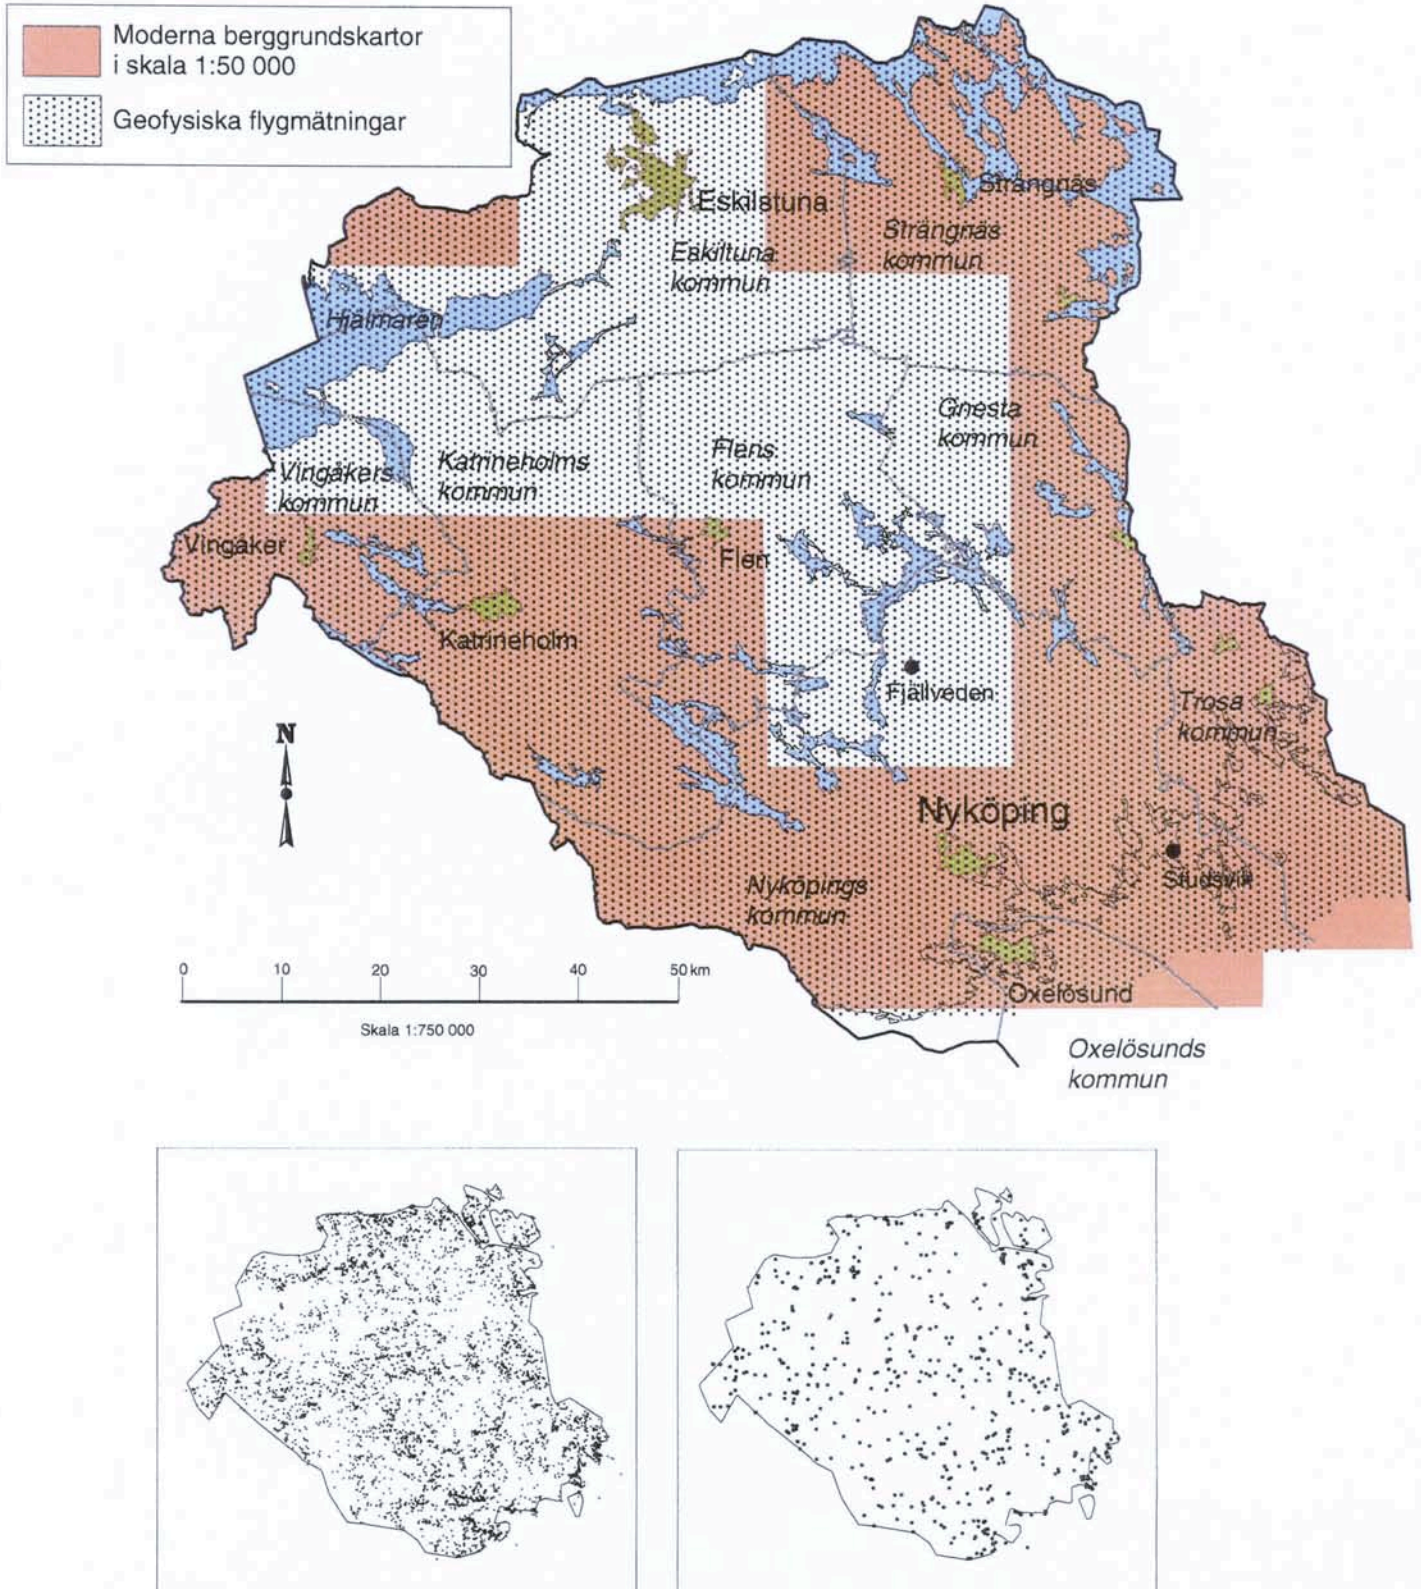 Moderna berggrundskartor
i skala 1:50 000
Geofysiska flygmätningar
Strängnäs
Eskilstuna
Strängnäs
kommun
Eskiltuna
kommun
Hjälmaren
Gnesta
kommun
Flens
kommun
Katrineholms
kommun
Vingåkers
kommun
Vingåker
Flen
Katrineholm
Fjällveden
Trosa
kommun
N
Nyköping
Studsvik
Nyköpings
kommun
0 10 20 30 40 50 km
Oxelösund
Skala 1:750 000
Oxelösunds
kommun